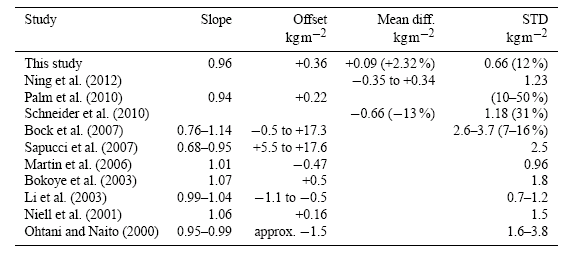 Study Slope Offset Mean diff. STD
kgm−2 kgm−2 kgm−2
This study 0.96 +0.36 +0.09 (+2.32%) 0.66 (12%)
Ning et al. (2012) −0.35 to +0.34 1.23
Palm et al. (2010) 0.94 +0.22 (10–50%)
Schneider et al. (2010) −0.66 (−13%) 1.18 (31%)
Bock et al. (2007) 0.76–1.14 −0.5 to +17.3 2.6–3.7 (7–16%)
Sapucci et al. (2007) 0.68–0.95 +5.5 to +17.6 2.5
Martin et al. (2006) 1.01 −0.47 0.96
Bokoye et al. (2003) 1.07 +0.5 1.8
Li et al. (2003) 0.99–1.04 −1.1 to −0.5 0.7–1.2
Niell et al. (2001) 1.06 +0.16 1.5
Ohtani and Naito (2000) 0.95–0.99 approx. −1.5 1.6–3.8